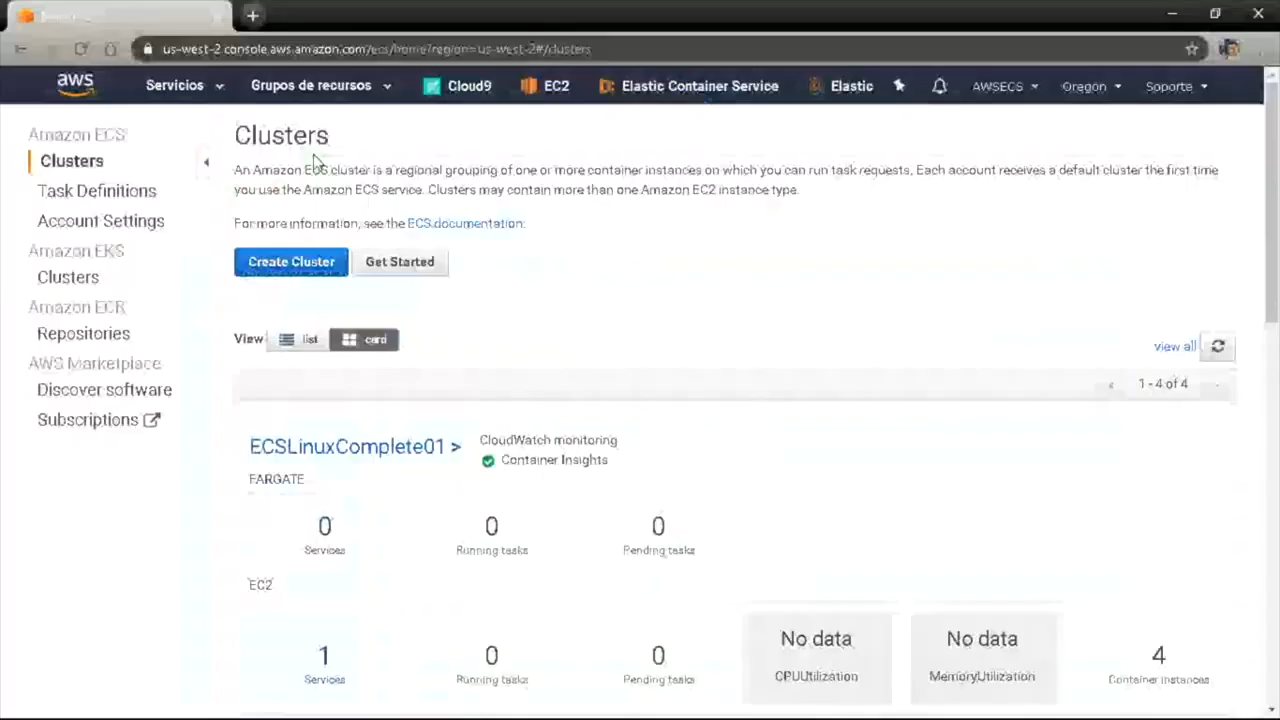 us-west-2.console.aws.amazon.com/ecs/home?region=us-west-2#/clusters
aws Servicios Grupos de recursos Cloud9 EC2 Elastic Container Service Elastic AWSECS Oregon Soporte
Amazon ECS
Clusters
Task Definitions
Account Settings
Amazon EKS
Clusters
Amazon ECR
Repositories
AWS Marketplace
Discover software
Subscriptions
Clusters
An Amazon ECS cluster is a regional grouping of one or more container instances on which you can run task requests. Each account receives a default cluster the first time
you use the Amazon ECS service. Clusters may contain more than one Amazon EC2 instance type.
For more information, see the ECS documentation.
Create Cluster Get Started
View list card view all
1 - 4 of 4
ECSLinuxComplete01 > CloudWatch monitoring
Container Insights
FARGATE
0 0 0
Services Running tasks Pending tasks
EC2
1 0 0 No data No data 4
Services Running tasks Pending tasks CPUUtilization MemoryUtilization Container instances